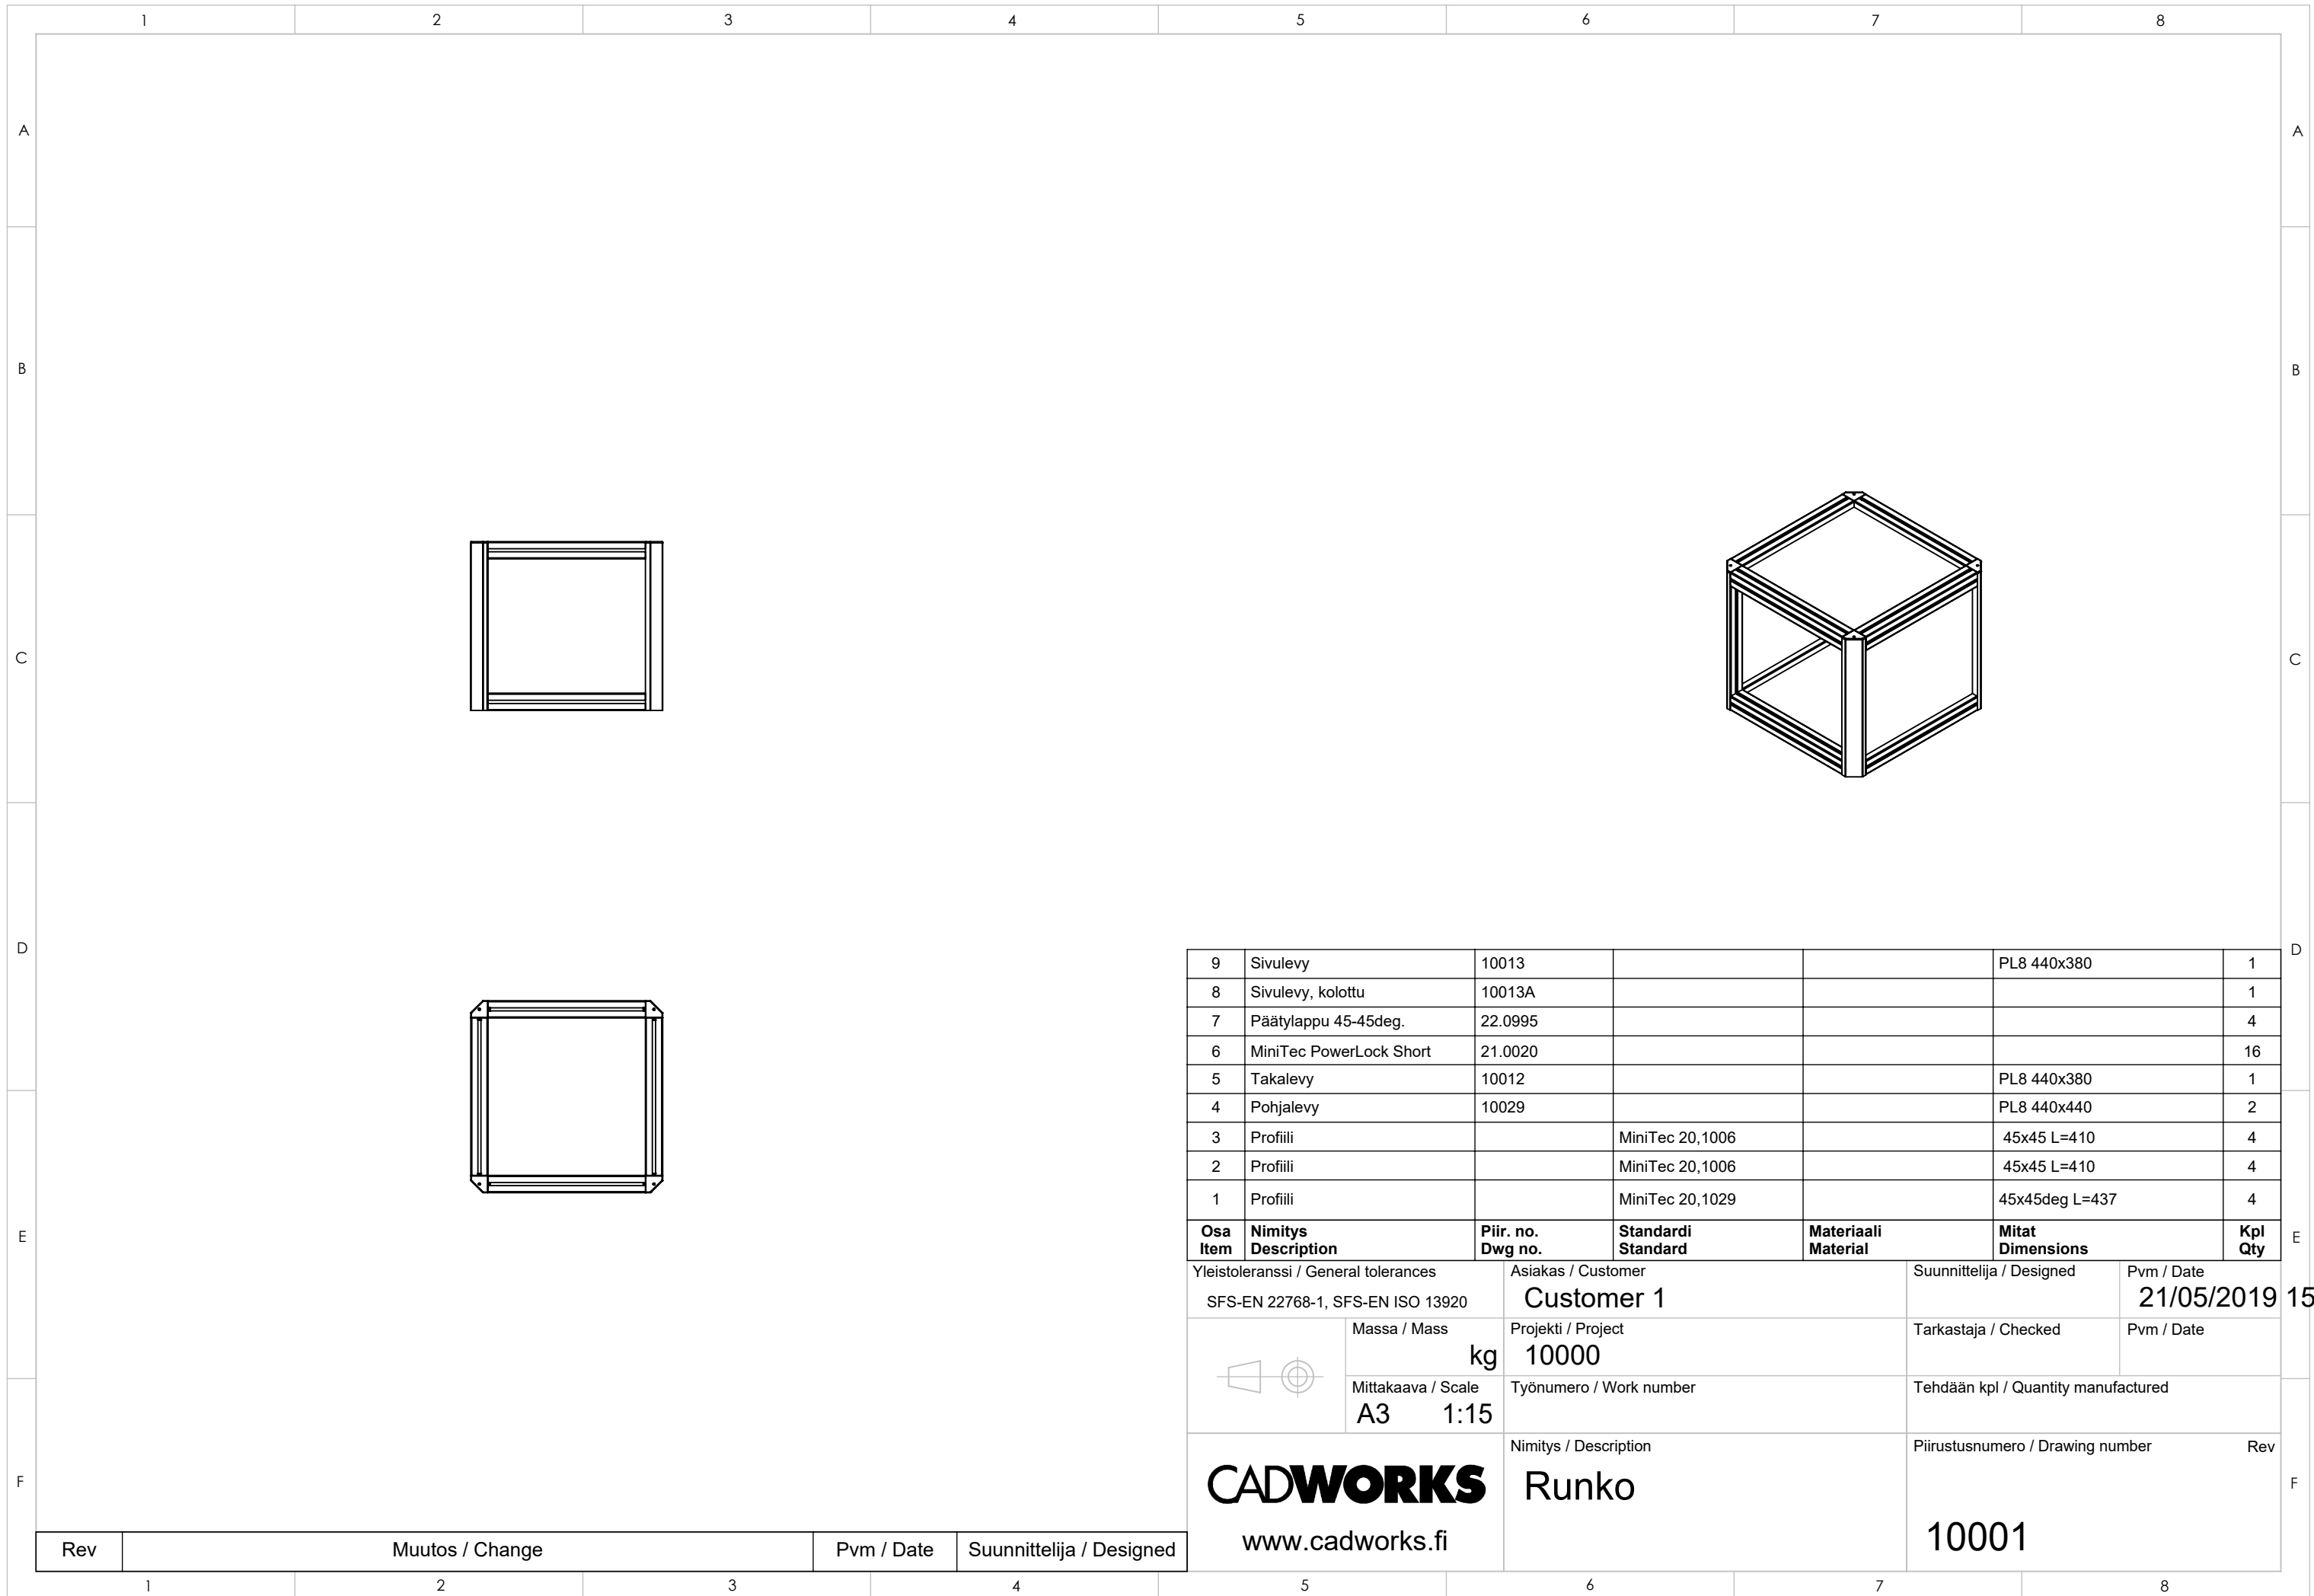 1 2 3 4 5 6 7 8
A A
B B
C C
D D
E E
F F
9 Sivulevy 10013 PL8 440x380 1
8 Sivulevy, kolottu 10013A 1
7 Päätylappu 45-45deg. 22.0995 4
6 MiniTec PowerLock Short 21.0020 16
5 Takalevy 10012 PL8 440x380 1
4 Pohjalevy 10029 PL8 440x440 2
3 Profiili MiniTec 20,1006 45x45 L=410 4
2 Profiili MiniTec 20,1006 45x45 L=410 4
1 Profiili MiniTec 20,1029 45x45deg L=437 4
Osa Nimitys Piir. no. Standardi Materiaali Mitat Kpl
Item Description Dwg no. Standard Material Dimensions Qty
Yleistoleranssi / General tolerances
SFS-EN 22768-1, SFS-EN ISO 13920
Asiakas / Customer
Customer 1
Suunnittelija / Designed
Pvm / Date
21/05/2019 15
Massa / Mass
kg
Projekti / Project
10000
Tarkastaja / Checked
Pvm / Date
Mittakaava / Scale
A3 1:15
Työnumero / Work number
Tehdään kpl / Quantity manufactured
CADWORKS
www.cadworks.fi
Nimitys / Description
Runko
Piirustusnumero / Drawing number Rev
10001
Rev Muutos / Change Pvm / Date Suunnittelija / Designed
1 2 3 4 5 6 7 8